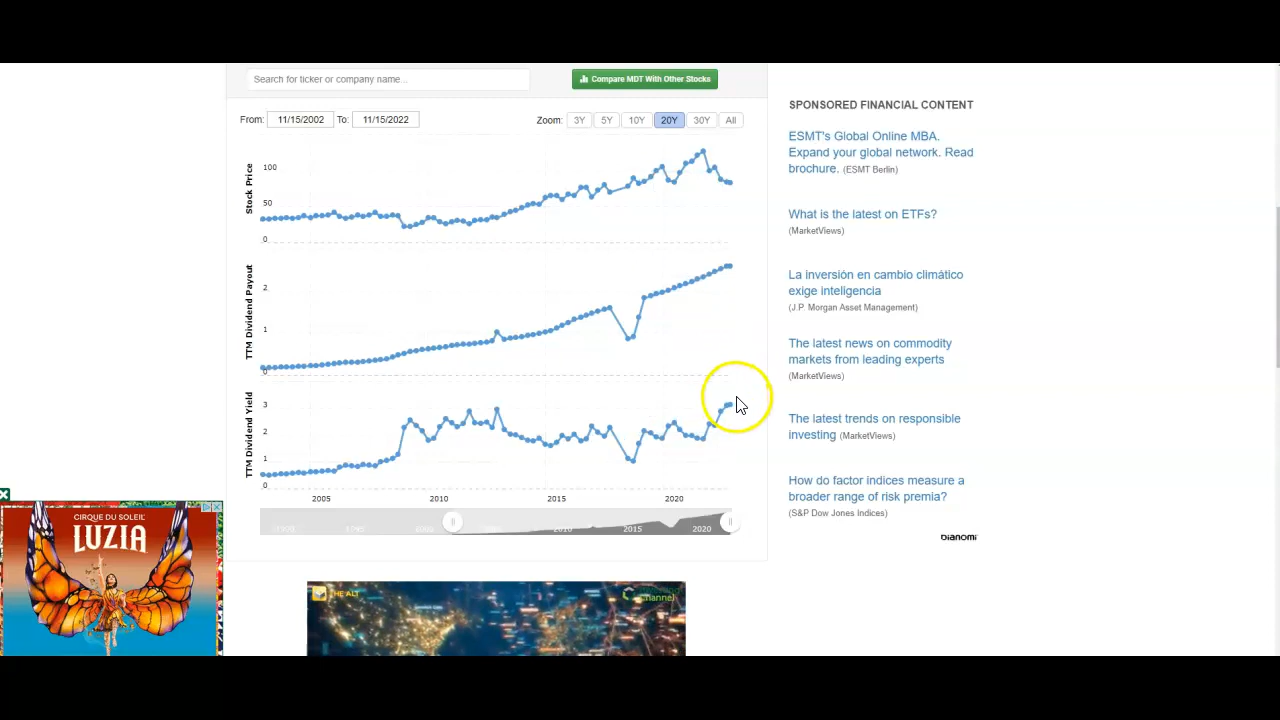 Search for ticker or company name...
Compare MDT With Other Stocks
From: 11/15/2002 To: 11/15/2022
Zoom: 3Y 5Y 10Y 20Y 30Y All
Stock Price
100
50
0
TTM Dividend Payout
2
1
0
TTM Dividend Yield
3
2
1
0
2005 2010 2015 2020
1995 2010 2015 2020
SPONSORED FINANCIAL CONTENT
ESMT's Global Online MBA.
Expand your global network. Read
brochure. (ESMT Berlin)
What is the latest on ETFs?
(MarketViews)
La inversión en cambio climático
exige inteligencia
(J.P. Morgan Asset Management)
The latest news on commodity
markets from leading experts
(MarketViews)
The latest trends on responsible
investing (MarketViews)
How do factor indices measure a
broader range of risk premia?
(S&P Dow Jones Indices)
bianomi
CIRQUE DU SOLEIL
LUZIA
THE ALT
Channel